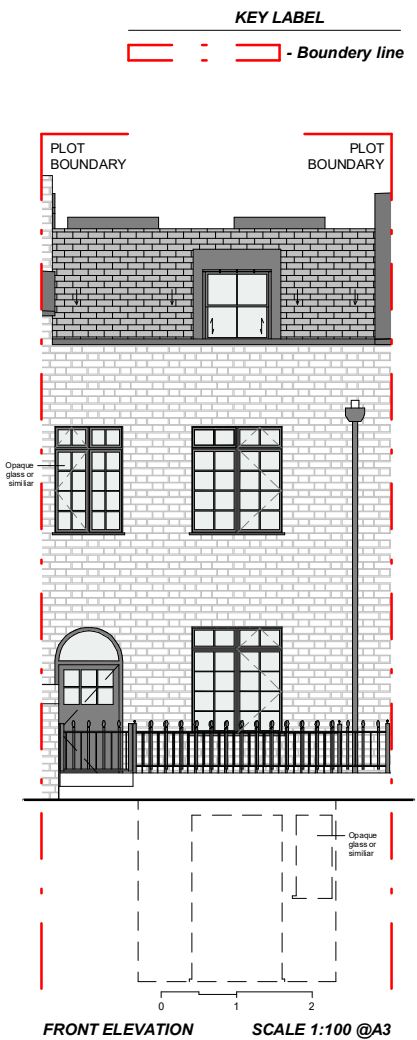 KEY LABEL
- Boundery line
PLOT
BOUNDARY
PLOT
BOUNDARY
Opaque
glass or
similiar
Opaque
glass or
similiar
0 1 2
FRONT ELEVATION SCALE 1:100 @A3